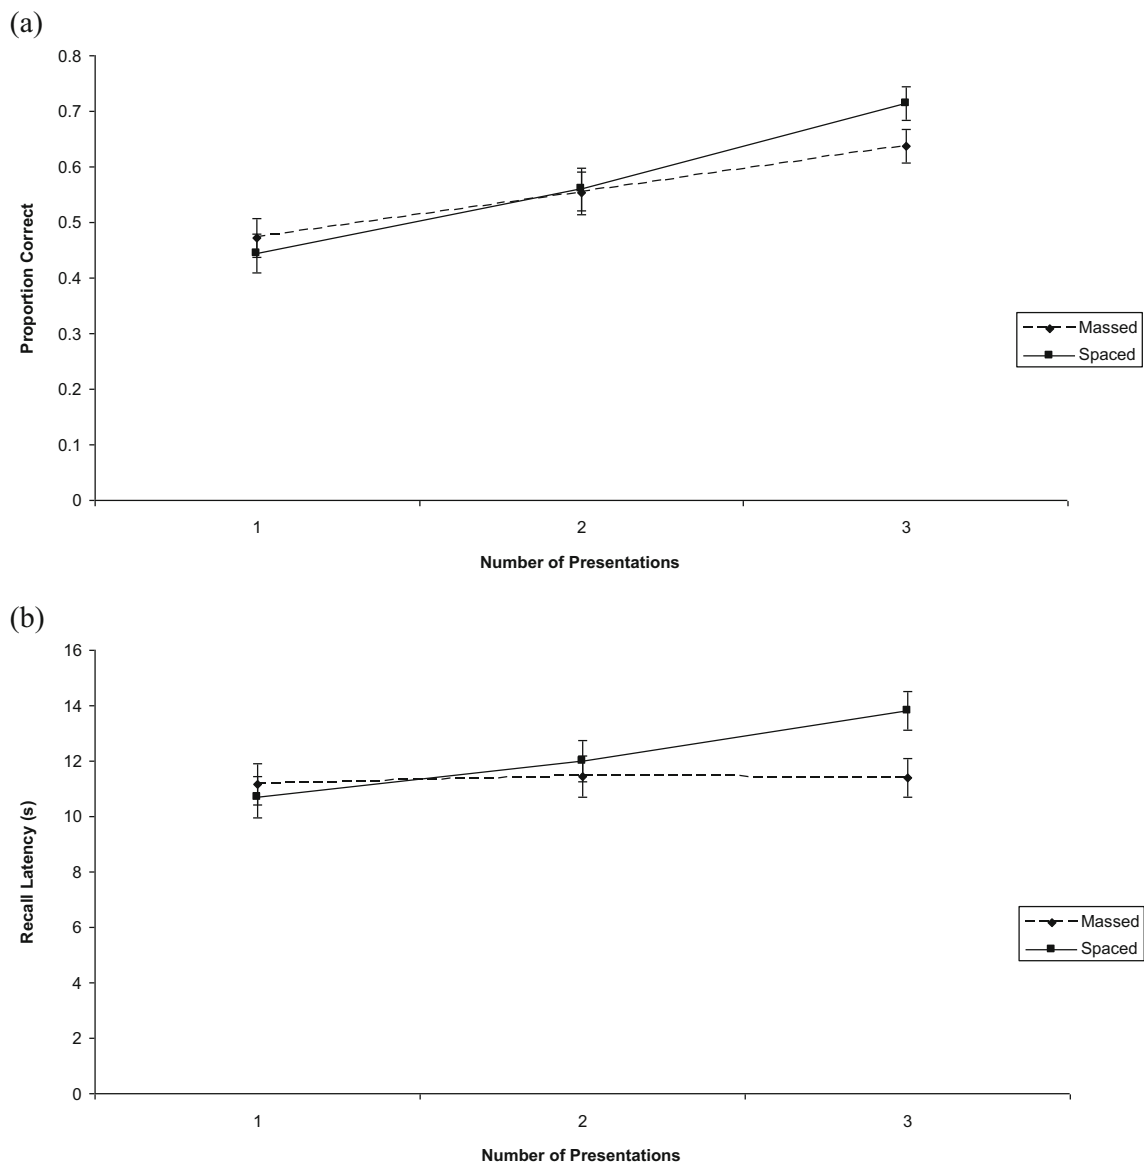 (a)
0.8
0.7
0.6
0.5
0.4
0.3
0.2
0.1
0
Proportion Correct
1 2 3
Number of Presentations
Massed
Spaced
(b)
16
14
12
10
8
6
4
2
0
Recall Latency (s)
1 2 3
Number of Presentations
Massed
Spaced